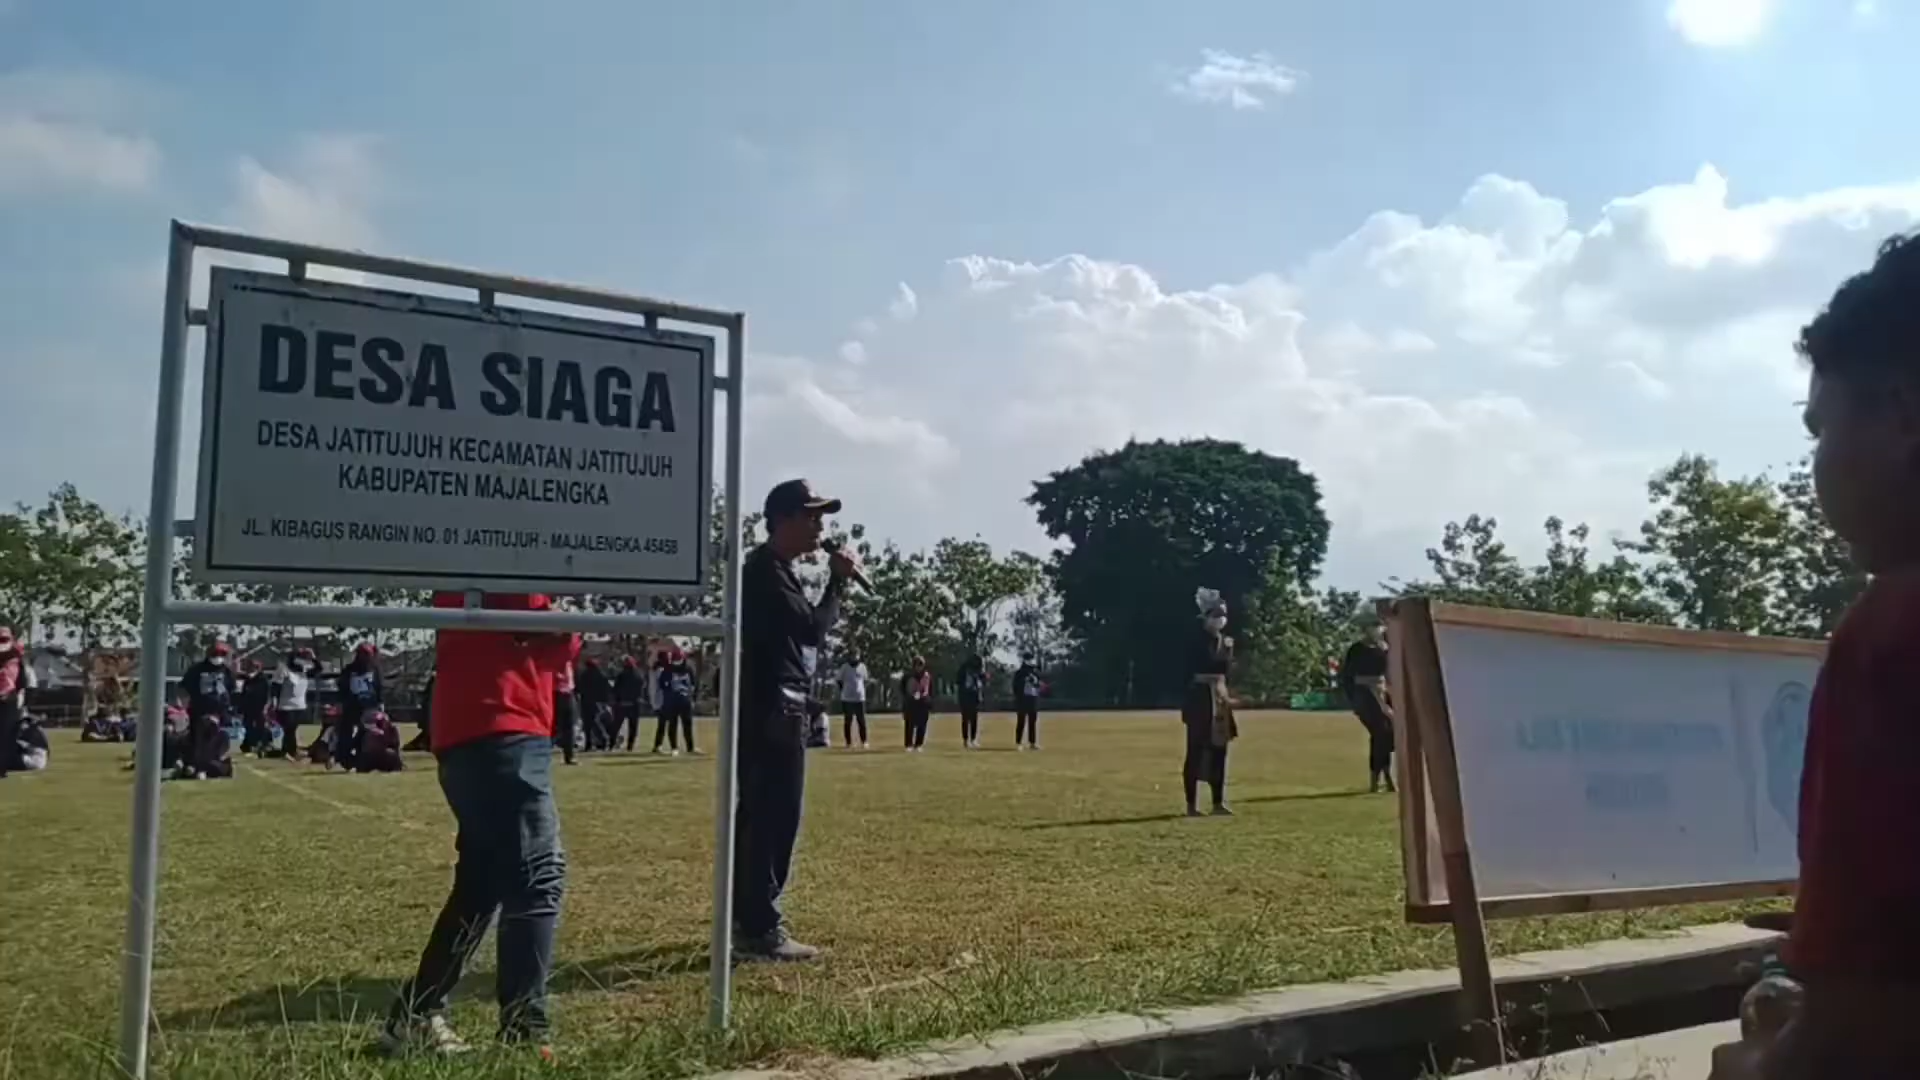 DESA SIAGA
DESA JATITUJUH KECAMATAN JATITUJUH
KABUPATEN MAJALENGKA
JL. KIBAGUS RANGIN NO. 01 JATITUJUH - MAJALENGKA 45458